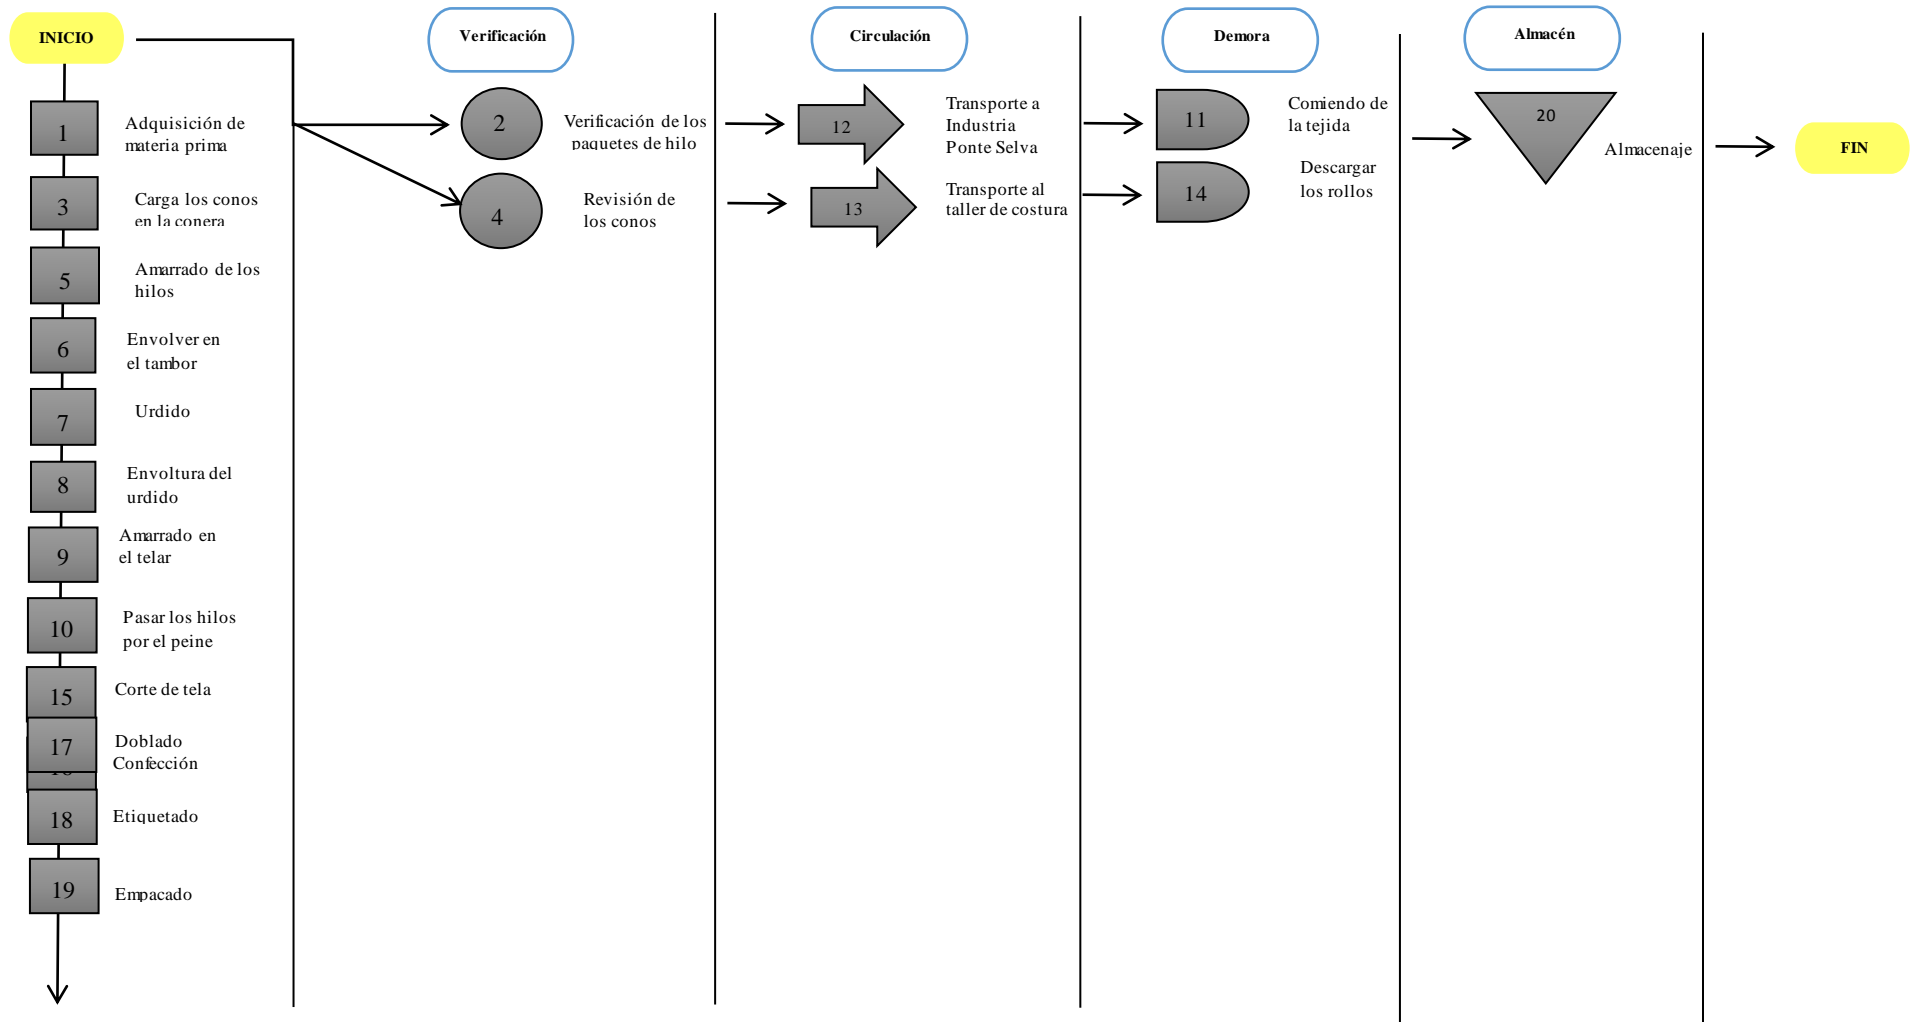 INICIO
1
Adquisición de
materia prima
3
Carga los conos
en la conera
5
Amarrado de los
hilos
6
Envolver en
el tambor
7
Urdido
8
Envoltura del
urdido
9
Amarrado en
el telar
10
Pasar los hilos
por el peine
15
Corte de tela
17
Doblado
Confección
18
Etiquetado
19
Empacado
Verificación
2
Verificación de los
paquetes de hilo
4
Revisión de
los conos
Circulación
12
Transporte a
Industria
Ponte Selva
13
Transporte al
taller de costura
Demora
11
Comiendo de
la tejida
14
Descargar
los rollos
Almacén
20
Almacenaje
FIN